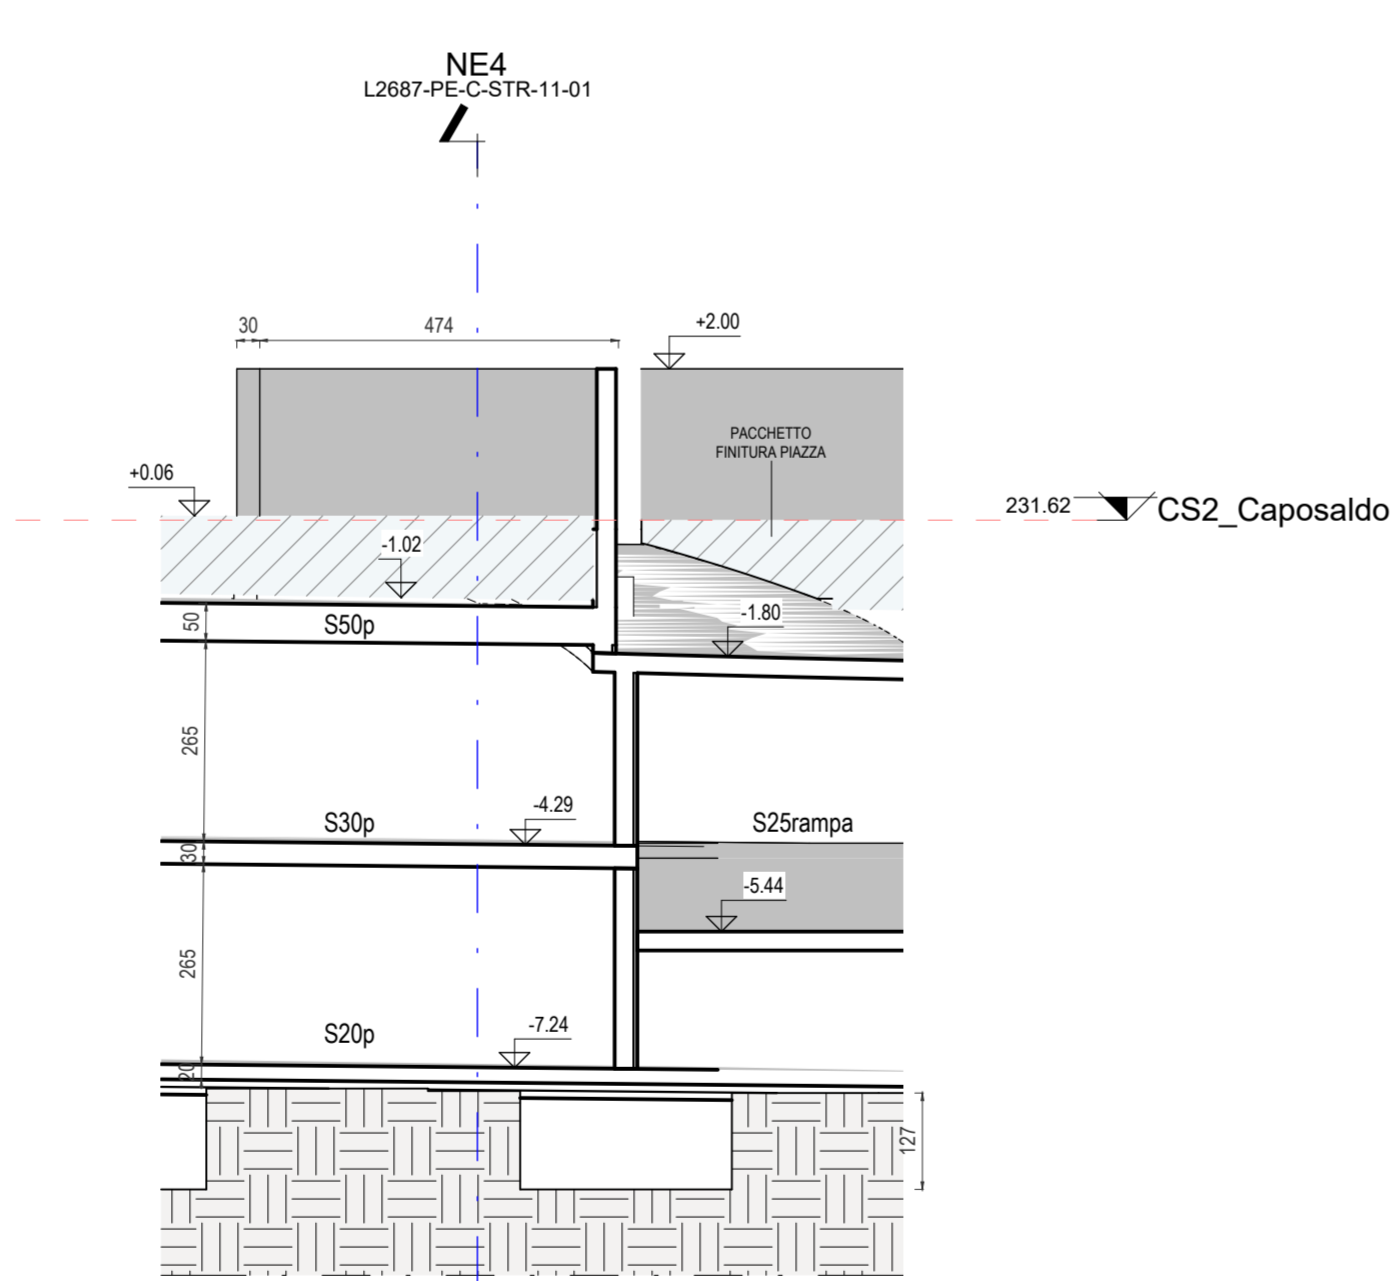 NE4
L2687-PE-C-STR-11-01
30
474
+2.00
PACCHETTO
FINITURA PIAZZA
+0.06
231.62
CS2_Caposaldo
-1.02
-1.80
50
S50p
265
-4.29
S30p
S25rampa
30
-5.44
265
-7.24
S20p
20
127